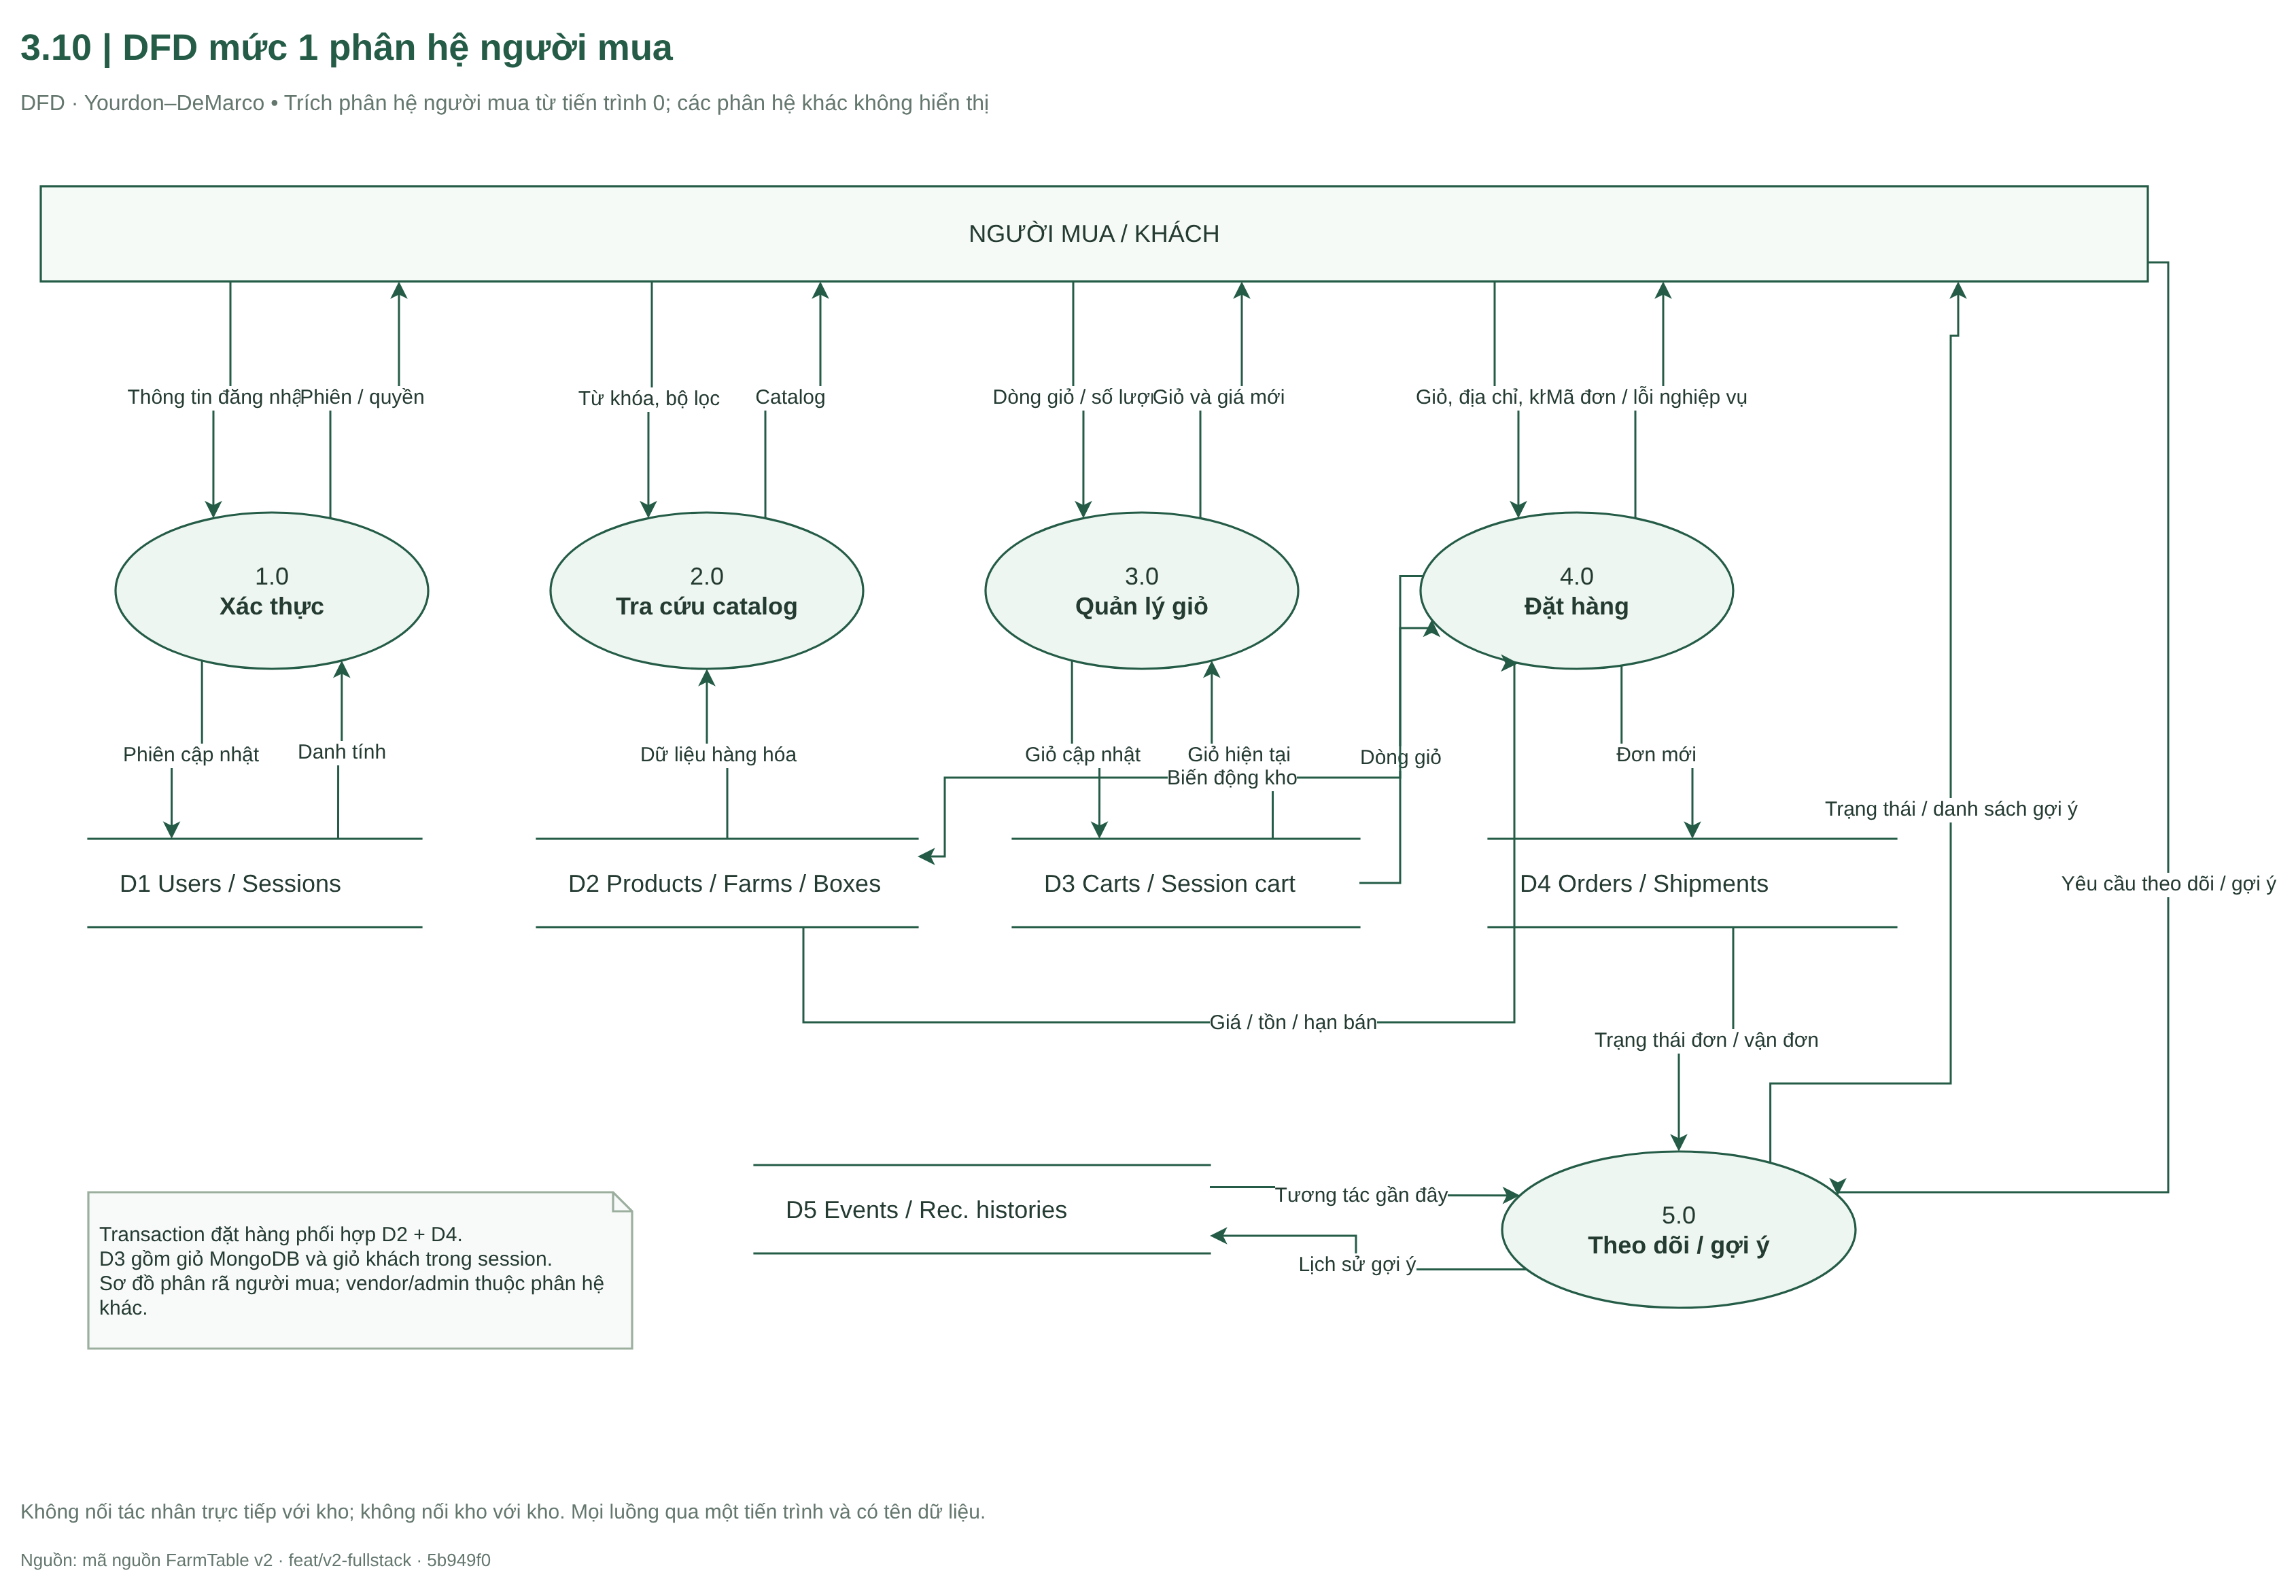 3.10 | DFD mức 1 phân hệ người mua
DFD · Yourdon–DeMarco • Trích phân hệ người mua từ tiến trình 0; các phân hệ khác không hiển thị
NGƯỜI MUA / KHÁCH
Thông tin đăng
Phiên / quyền
Từ khóa, bộ lọc
Catalog
Dòng giỏ / số
Giỏ và giá mới
Giỏ, địa chỉ,
Mã đơn / lỗi nghiệp vụ
1.0
Xác thực
2.0
Tra cứu catalog
3.0
Quản lý giỏ
4.0
Đặt hàng
Phiên cập nhật
Danh tính
Dữ liệu hàng hóa
Giỏ cập nhật
Giỏ hiện tại
Biến động kho
Dòng giỏ
Đơn mới
Trạng thái / danh sách gợi ý
Yêu cầu theo dõi / gợi ý
D1 Users / Sessions
D2 Products / Farms / Boxes
D3 Carts / Session cart
D4 Orders / Shipments
Giá / tồn / hạn bán
Trạng thái đơn / vận đơn
D5 Events / Rec. histories
Tương tác gần đây
Lịch sử gợi ý
5.0
Theo dõi / gợi ý
Transaction đặt hàng phối hợp D2 + D4.
D3 gồm giỏ MongoDB và giỏ khách trong session.
Sơ đồ phân rã người mua; vendor/admin thuộc phân hệ
khác.
Không nối tác nhân trực tiếp với kho; không nối kho với kho. Mọi luồng qua một tiến trình và có tên dữ liệu.
Nguồn: mã nguồn FarmTable v2 · feat/v2-fullstack · 5b949f0